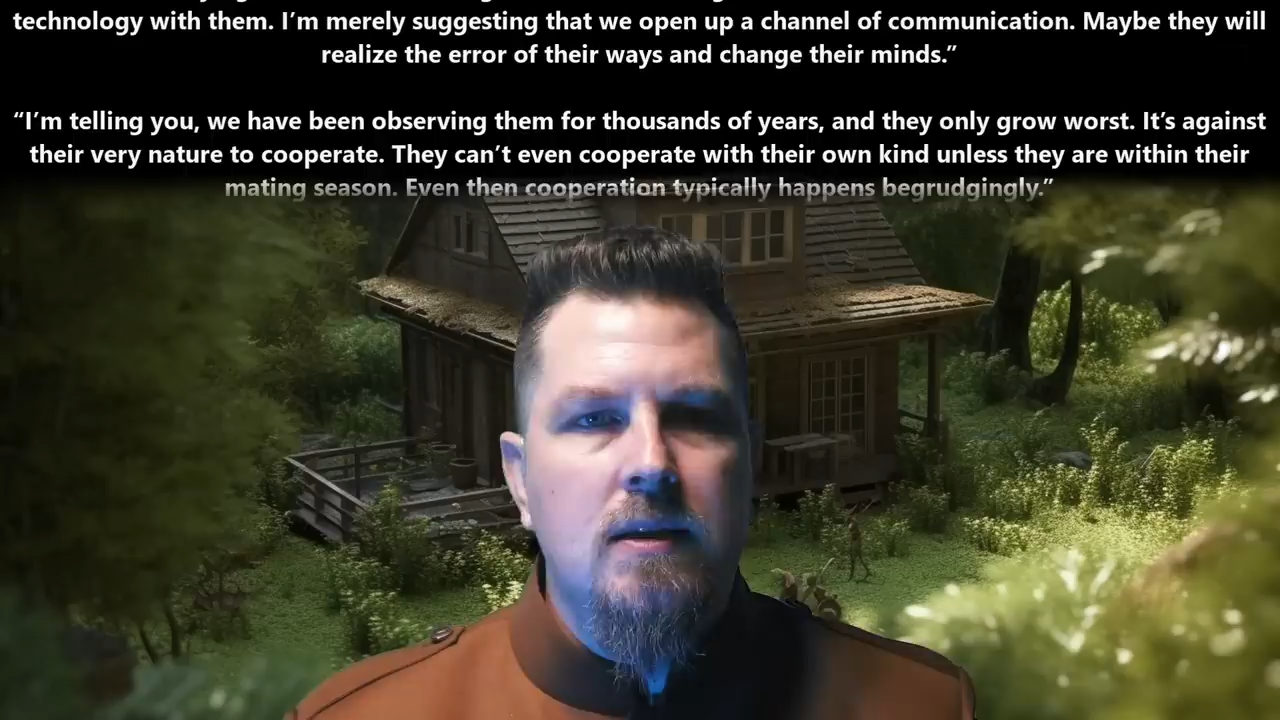 technology with them. I’m merely suggesting that we open up a channel of communication. Maybe they will
realize the error of their ways and change their minds.”
“I’m telling you, we have been observing them for thousands of years, and they only grow worst. It’s against
their very nature to cooperate. They can’t even cooperate with their own kind unless they are within their
mating season. Even then cooperation typically happens begrudgingly.”